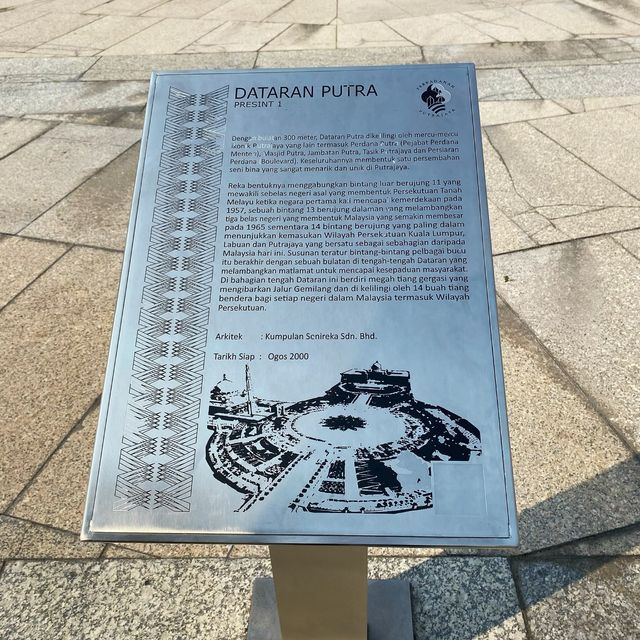 DATARAN PUTRA
PRESINT 1
PERBADANAN
PUTRAJAYA
Dengan bulatan 300 meter, Dataran Putra dikelilingi oleh mercu-mercu
ikonik Putrajaya yang lain termasuk Perdana Putra (Pejabat Perdana
Menteri), Masjid Putra, Jambatan Putra, Tasik Putrajaya dan Persiaran
Perdana (Boulevard). Keseluruhannya membentuk satu persembahan
seni bina yang sangat menarik dan unik di Putrajaya.
Reka bentuknya menggabungkan bintang luar berujung 11 yang
mewakili sebelas negeri asal yang membentuk Persekutuan Tanah
Melayu ketika negara pertama kali mencapai kemerdekaan pada
1957, sebuah bintang 13 berujung dalaman yang melambangkan
tiga belas negeri yang membentuk Malaysia yang semakin membesar
pada 1965 sementara 14 bintang berujung yang paling dalam
menunjukkan kemasukan Wilayah Persekutuan Kuala Lumpur,
Labuan dan Putrajaya yang bersatu sebagai sebahagian daripada
Malaysia hari ini. Susunan teratur bintang-bintang pelbagai bucu
itu berakhir dengan sebuah bulatan di tengah-tengah Dataran yang
melambangkan matlamat untuk mencapai kesepaduan masyarakat.
Di bahagian tengah Dataran ini berdiri megah tiang gergasi yang
mengibarkan Jalur Gemilang dan di kelilingi oleh 14 buah tiang
bendera bagi setiap negeri dalam Malaysia termasuk Wilayah
Persekutuan.
Arkitek : Kumpulan Senireka Sdn. Bhd.
Tarikh Siap : Ogos 2000